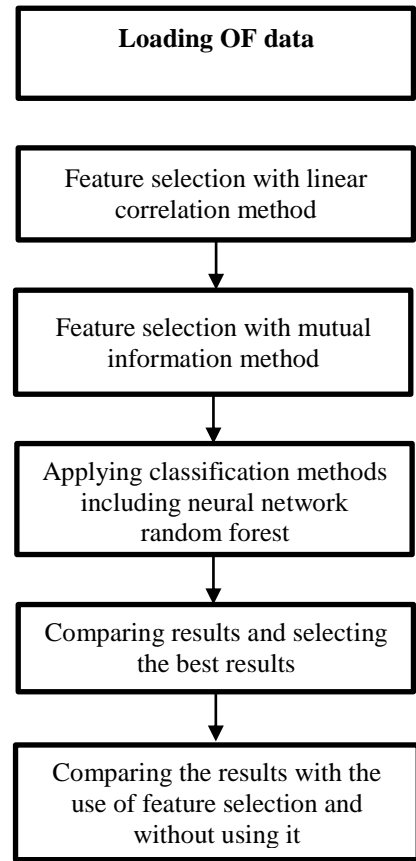 Loading OF data
Feature selection with linear
correlation method
Feature selection with mutual
information method
Applying classification methods
including neural network
random forest
Comparing results and selecting
the best results
Comparing the results with the
use of feature selection and
without using it